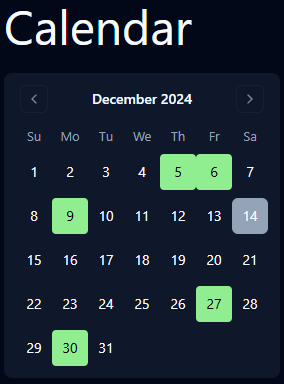 Calendar
December 2024
Su Mo Tu We Th Fr Sa
1 2 3 4 5 6 7
8 9 10 11 12 13 14
15 16 17 18 19 20 21
22 23 24 25 26 27 28
29 30 31